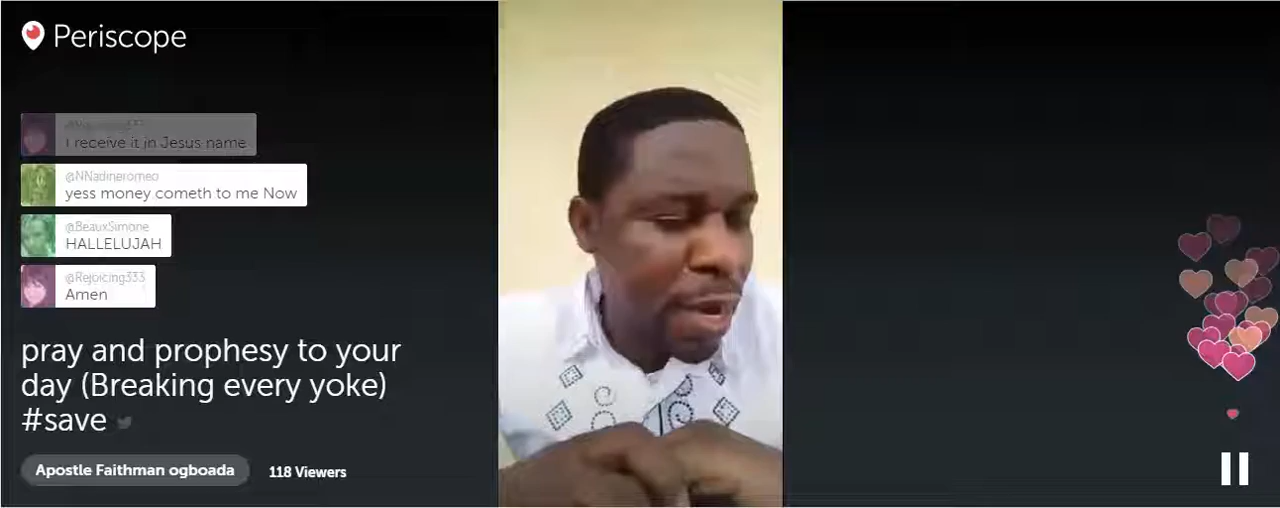 Periscope
I receive it in Jesus name
@NNadineromeo
yess money cometh to me Now
@BeauxSimone
HALLELUJAH
@Rejoicing333
Amen
pray and prophesy to your
day (Breaking every yoke)
#save
Apostle Faithman ogboada
118 Viewers